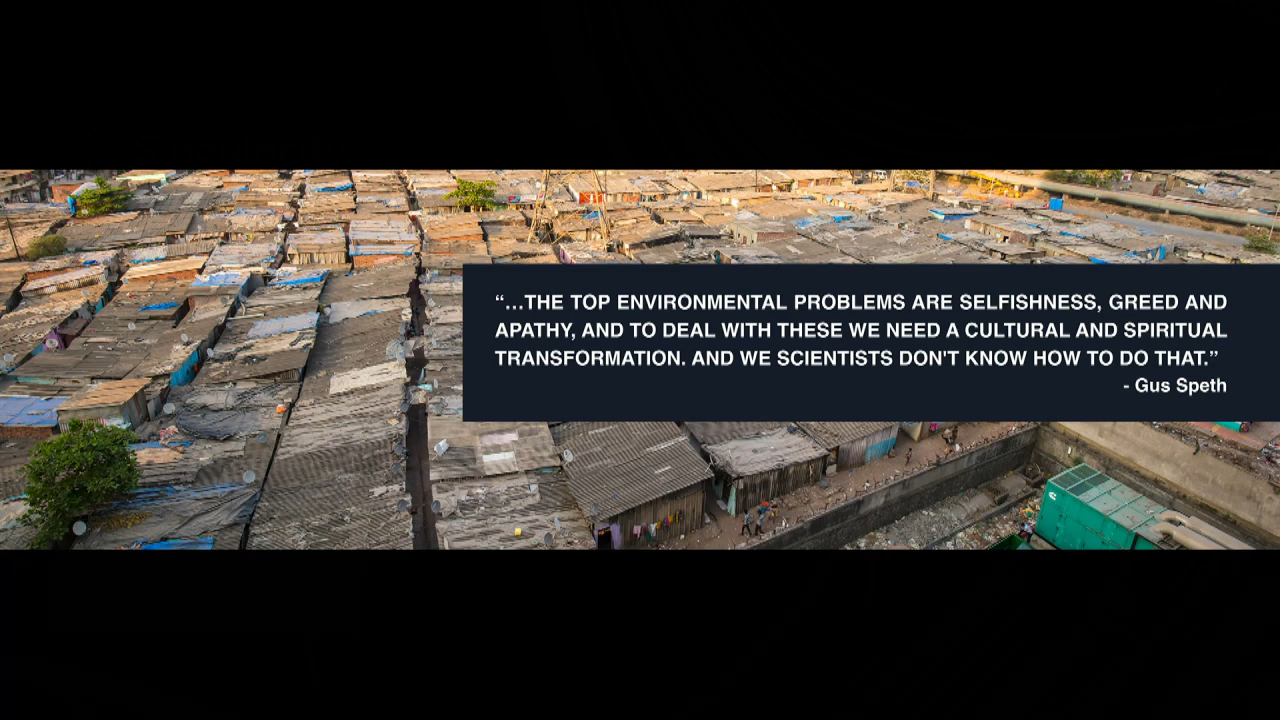 “…THE TOP ENVIRONMENTAL PROBLEMS ARE SELFISHNESS, GREED AND
APATHY, AND TO DEAL WITH THESE WE NEED A CULTURAL AND SPIRITUAL
TRANSFORMATION. AND WE SCIENTISTS DON'T KNOW HOW TO DO THAT.”
- Gus Speth